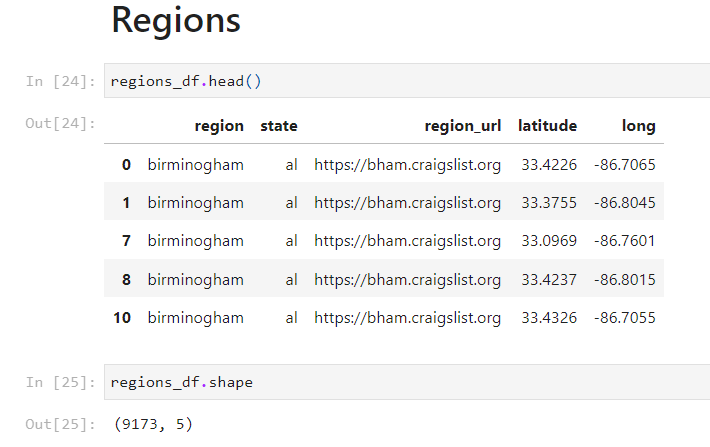 Regions
In [24]: regions_df.head()
Out[24]: region state region_url latitude long
0 birminogham al https://bham.craigslist.org 33.4226 -86.7065
1 birminogham al https://bham.craigslist.org 33.3755 -86.8045
7 birminogham al https://bham.craigslist.org 33.0969 -86.7601
8 birminogham al https://bham.craigslist.org 33.4237 -86.8015
10 birminogham al https://bham.craigslist.org 33.4326 -86.7055
In [25]: regions_df.shape
Out[25]: (9173, 5)